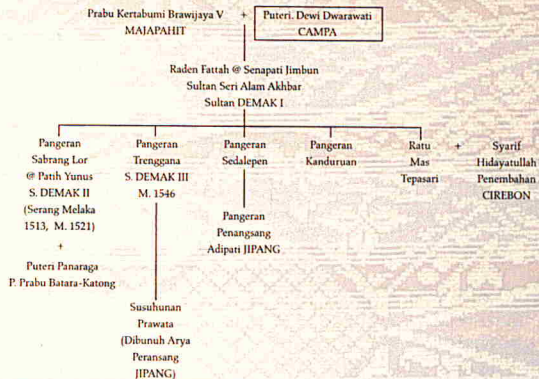 Prabu Kertabumi Brawijaya V + Puteri. Dewi Dwarawati
MAJAPAHIT CAMPA
Raden Fattah @ Senapati Jimbun
Sultan Seri Alam Akhbar
Sultan DEMAK I
Pangeran
Sabrang Lor
@ Patih Yunus
S. DEMAK II
(Serang Melaka
1513, M. 1521)
+
Puteri Panaraga
P. Prabu Batara-Katong
Pangeran
Trenggana
S. DEMAK III
M. 1546
Susuhunan
Prawata
(Dibunuh Arya
Peransang
JIPANG)
Pangeran
Sedalepen
Pangeran
Penangsang
Adipati JIPANG
Pangeran
Kanduruan
Ratu
Mas
Tepasari
+
Syarif
Hidayatullah
Penembahan
CIREBON